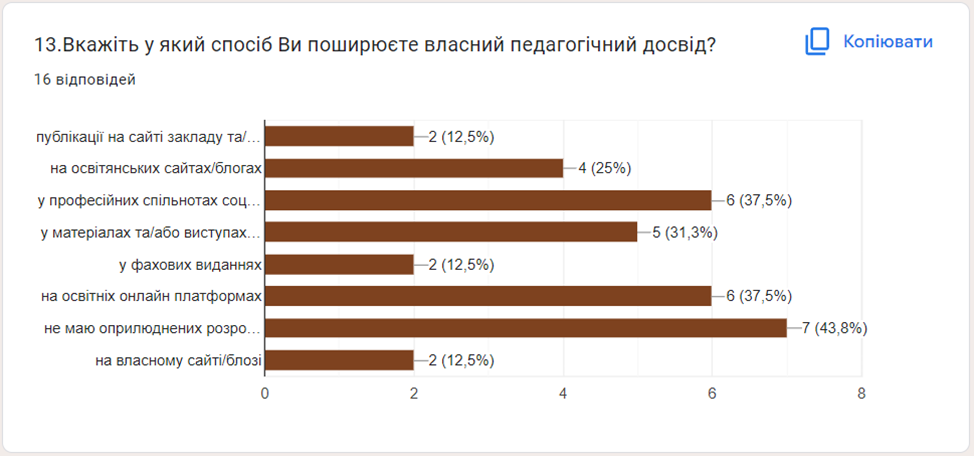 13.Вкажіть у який спосіб Ви поширюєте власний педагогічний досвід?
Копіювати
16 відповідей
публікації на сайті закладу та/...
2 (12,5%)
на освітянських сайтах/блогах
4 (25%)
у професійних спільнотах соц...
6 (37,5%)
у матеріалах та/або виступах...
5 (31,3%)
у фахових виданнях
2 (12,5%)
на освітніх онлайн платформах
6 (37,5%)
не маю оприлюднених розро...
7 (43,8%)
на власному сайті/блозі
2 (12,5%)
0 2 4 6 8